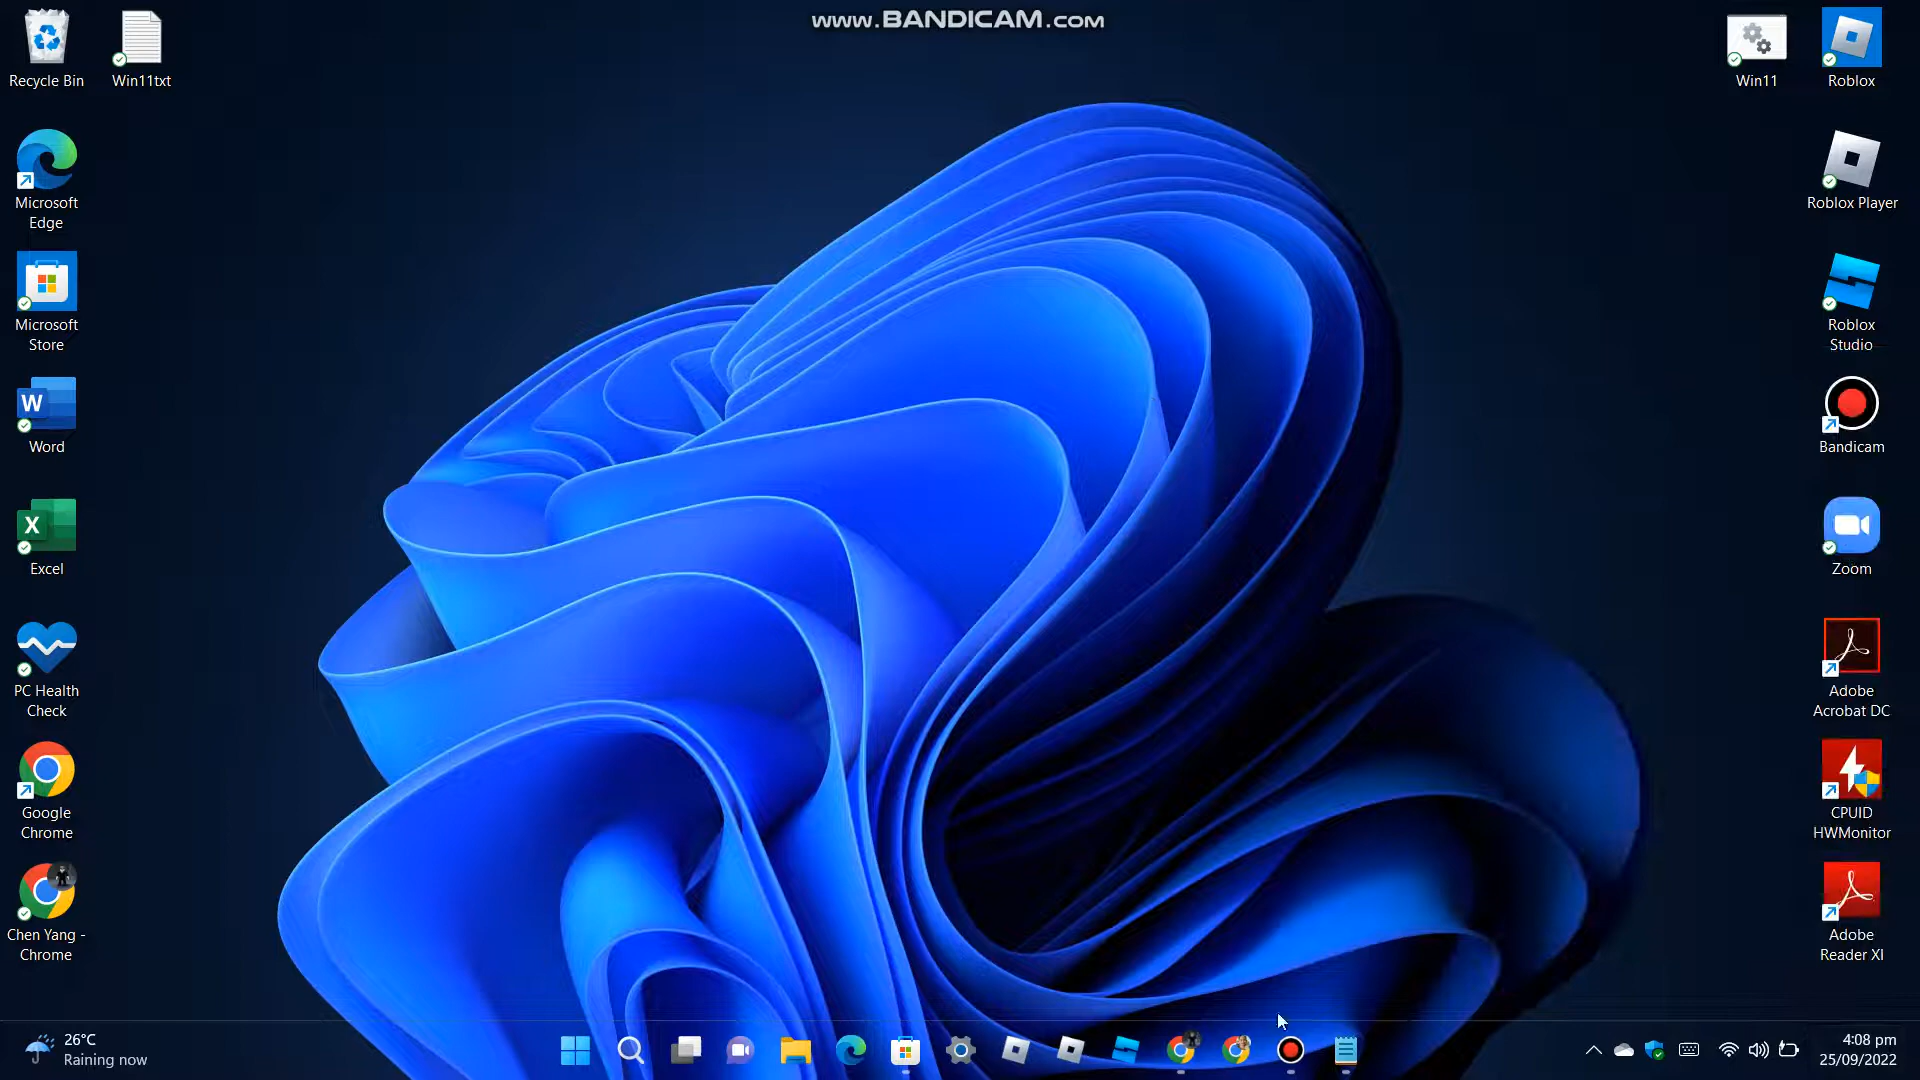 www.BANDICAM.com
Recycle Bin
Win11txt
Win11
Roblox
Microsoft
Edge
Roblox Player
Microsoft
Store
Roblox
Studio
Word
Bandicam
Excel
Zoom
PC Health
Check
Adobe
Acrobat DC
Google
Chrome
CPUID
HWMonitor
Chen Yang -
Chrome
Adobe
Reader XI
26°C
Raining now
4:08 pm
25/09/2022